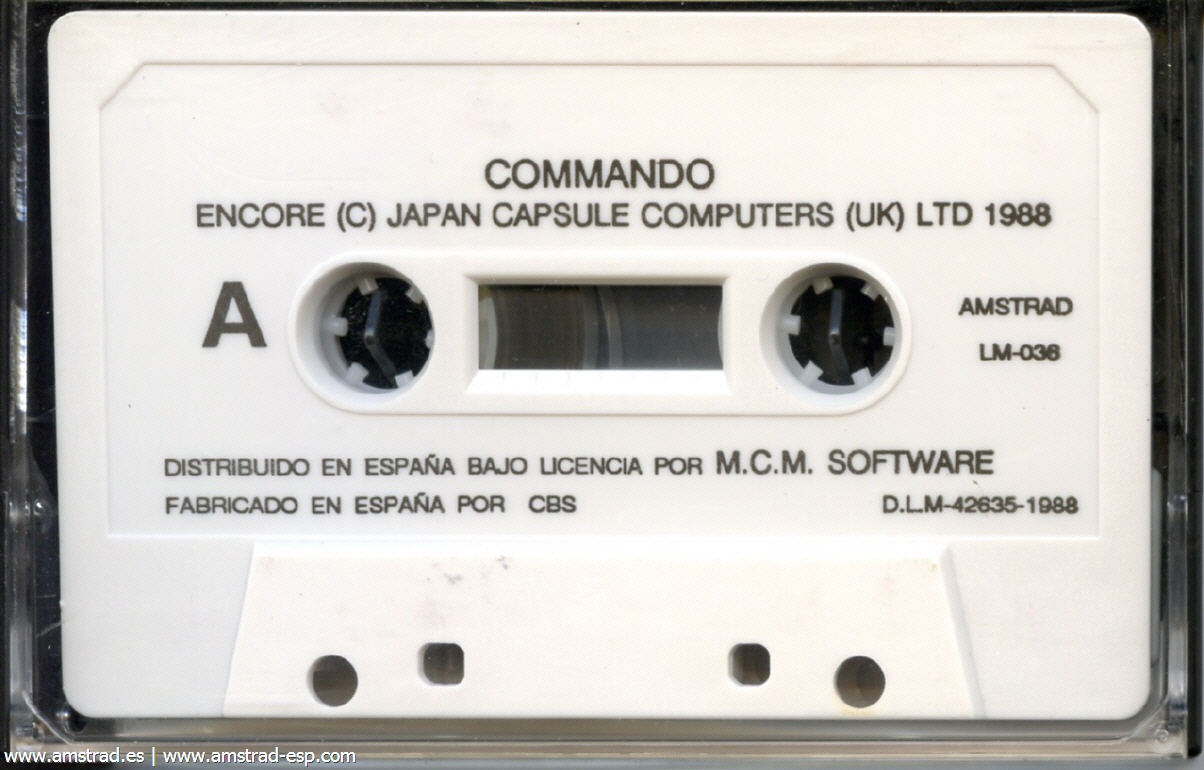 COMMANDO
ENCORE (C) JAPAN CAPSULE COMPUTERS (UK) LTD 1988
A
AMSTRAD
LM-036
DISTRIBUIDO EN ESPAÑA BAJO LICENCIA POR M.C.M. SOFTWARE
FABRICADO EN ESPAÑA POR CBS D.L.M-42635-1988
www.amstrad.es | www.amstrad-esp.com